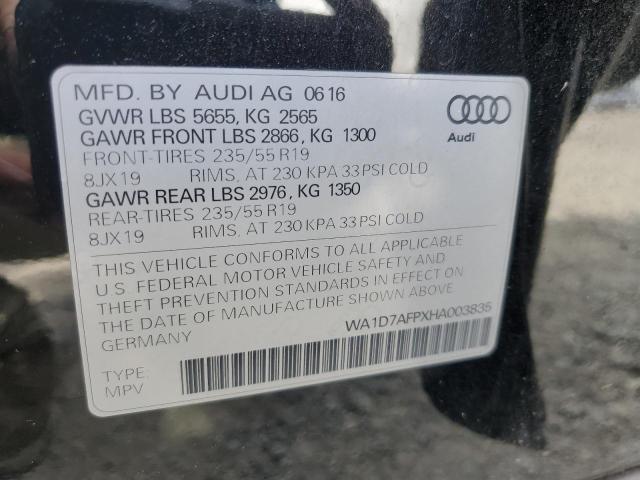 MFD. BY AUDI AG 0616
GVWR LBS 5655, KG 2565
GAWR FRONT LBS 2866, KG 1300
FRONT-TIRES 235/55 R19
8JX19 RIMS, AT 230 KPA 33 PSI COLD
GAWR REAR LBS 2976, KG 1350
REAR-TIRES 235/55 R19
8JX19 RIMS, AT 230 KPA 33 PSI COLD
Audi
THIS VEHICLE CONFORMS TO ALL APPLICABLE
U.S. FEDERAL MOTOR VEHICLE SAFETY AND
THEFT PREVENTION STANDARDS IN EFFECT ON
THE DATE OF MANUFACTURE SHOWN ABOVE
GERMANY
WA1D7AFPXHA003835
TYPE:
MPV